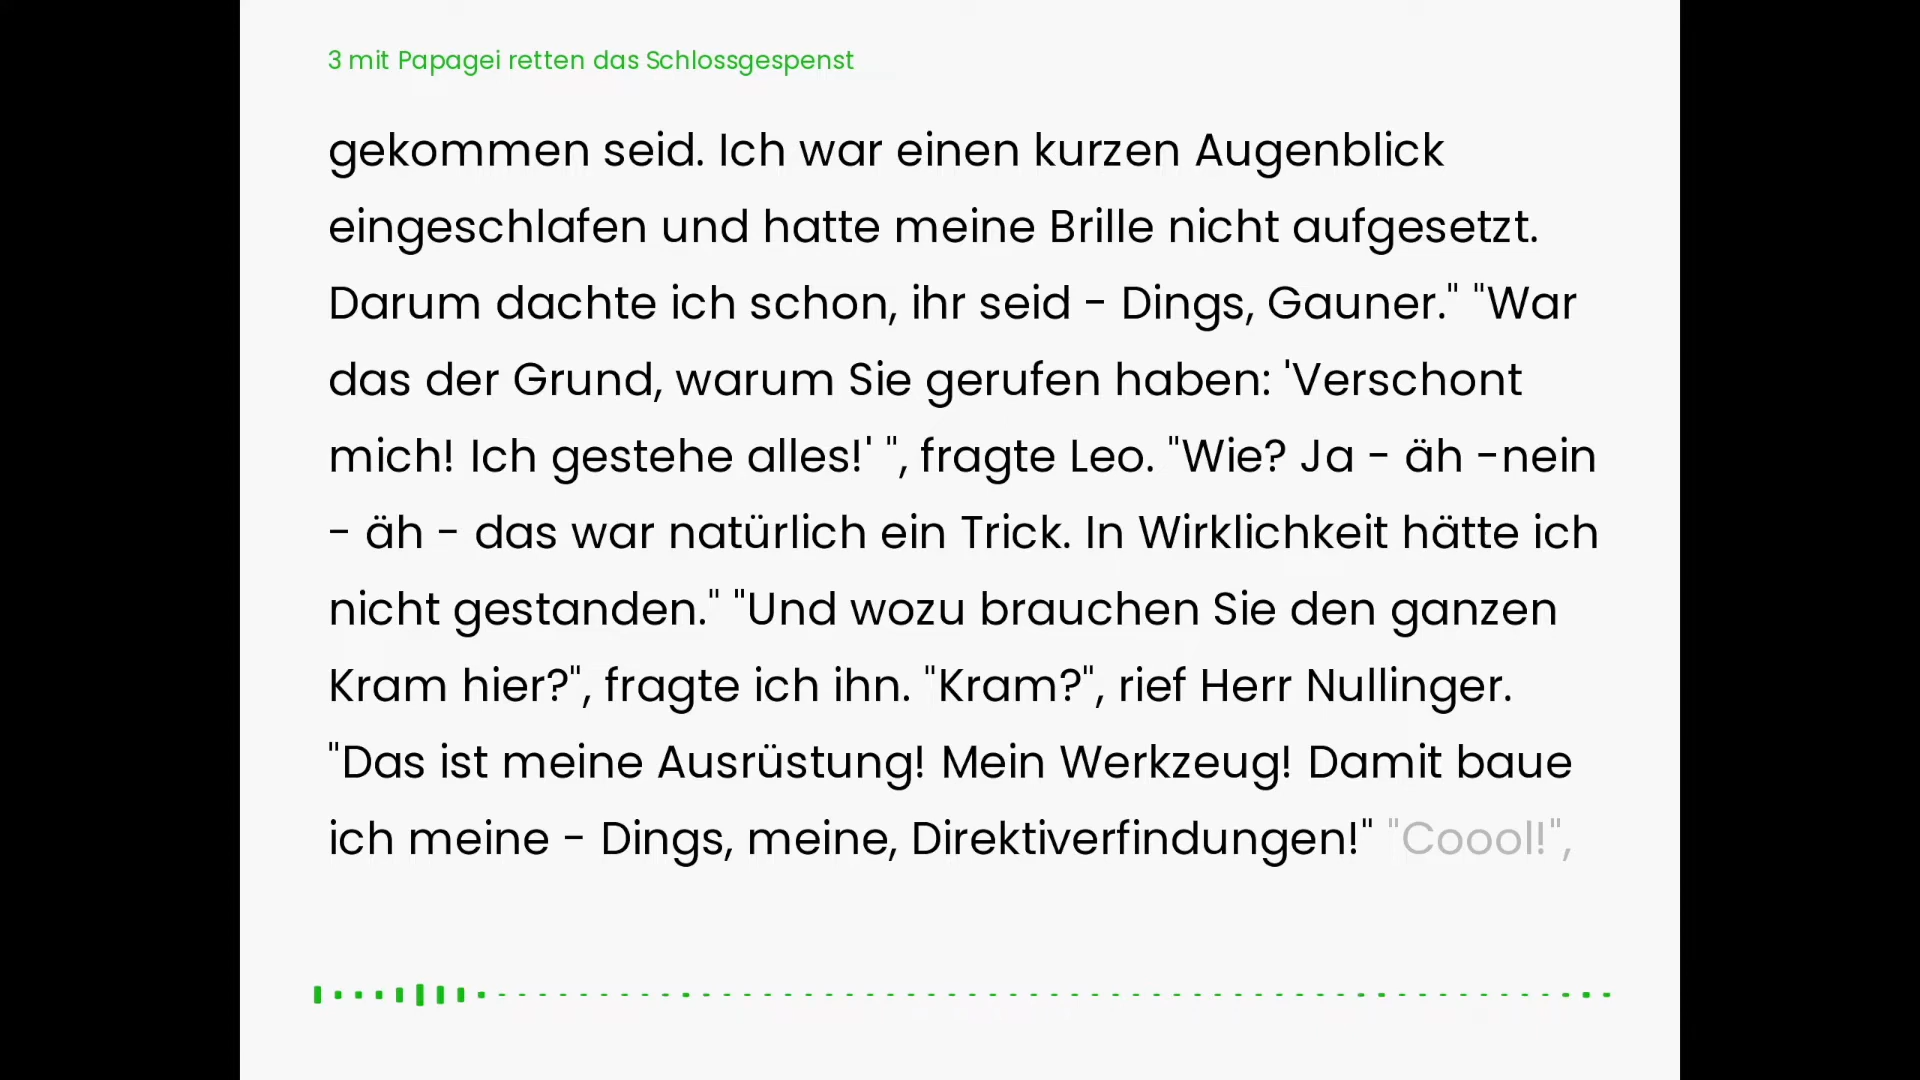 3 mit Papagei retten das Schlossgespenst
gekommen seid. Ich war einen kurzen Augenblick
eingeschlafen und hatte meine Brille nicht aufgesetzt.
Darum dachte ich schon, ihr seid - Dings, Gauner." "War
das der Grund, warum Sie gerufen haben: 'Verschont
mich! Ich gestehe alles!' ", fragte Leo. "Wie? Ja - äh -nein
- äh - das war natürlich ein Trick. In Wirklichkeit hätte ich
nicht gestanden." "Und wozu brauchen Sie den ganzen
Kram hier?", fragte ich ihn. "Kram?", rief Herr Nullinger.
"Das ist meine Ausrüstung! Mein Werkzeug! Damit baue
ich meine - Dings, meine, Direktiverfindungen!" "Coool!",